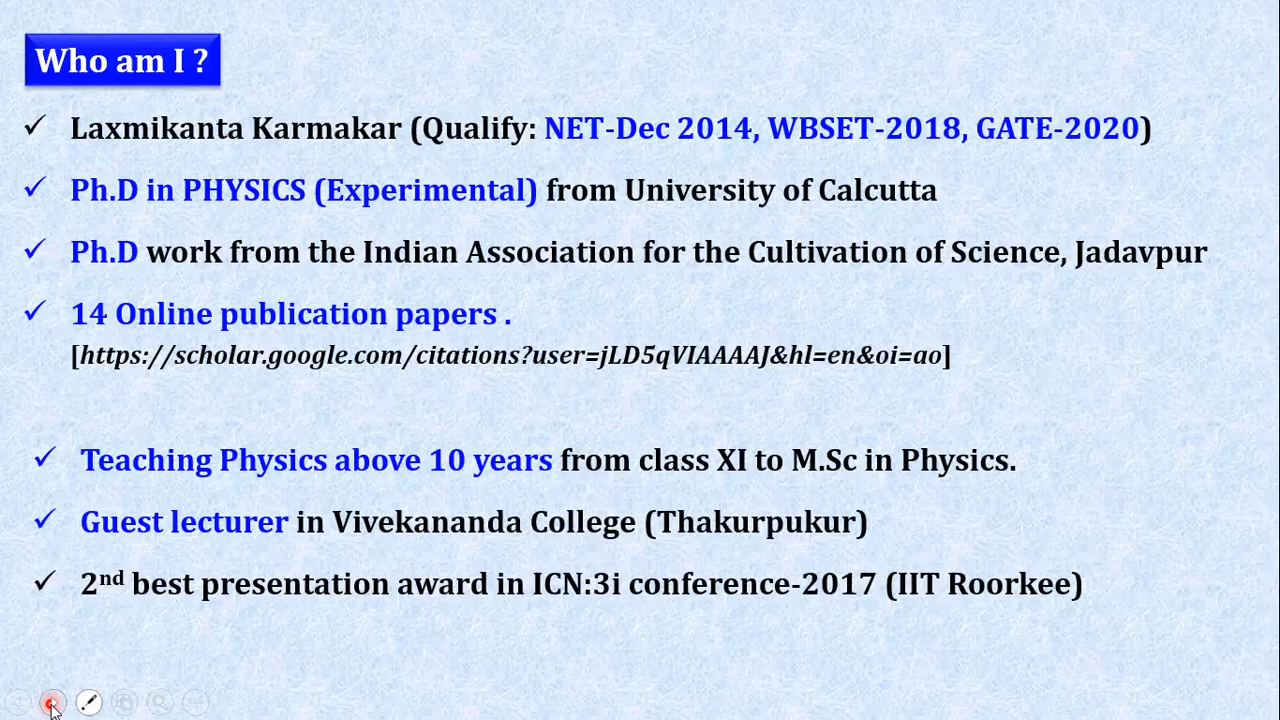 Who am I ?
✓ Laxmikanta Karmakar (Qualify: NET-Dec 2014, WBSET-2018, GATE-2020)
✓ Ph.D in PHYSICS (Experimental) from University of Calcutta
✓ Ph.D work from the Indian Association for the Cultivation of Science, Jadavpur
✓ 14 Online publication papers .
[https://scholar.google.com/citations?user=jLD5qVIAAAAJ&hl=en&oi=ao]
✓ Teaching Physics above 10 years from class XI to M.Sc in Physics.
✓ Guest lecturer in Vivekananda College (Thakurpukur)
✓ 2nd best presentation award in ICN:3i conference-2017 (IIT Roorkee)